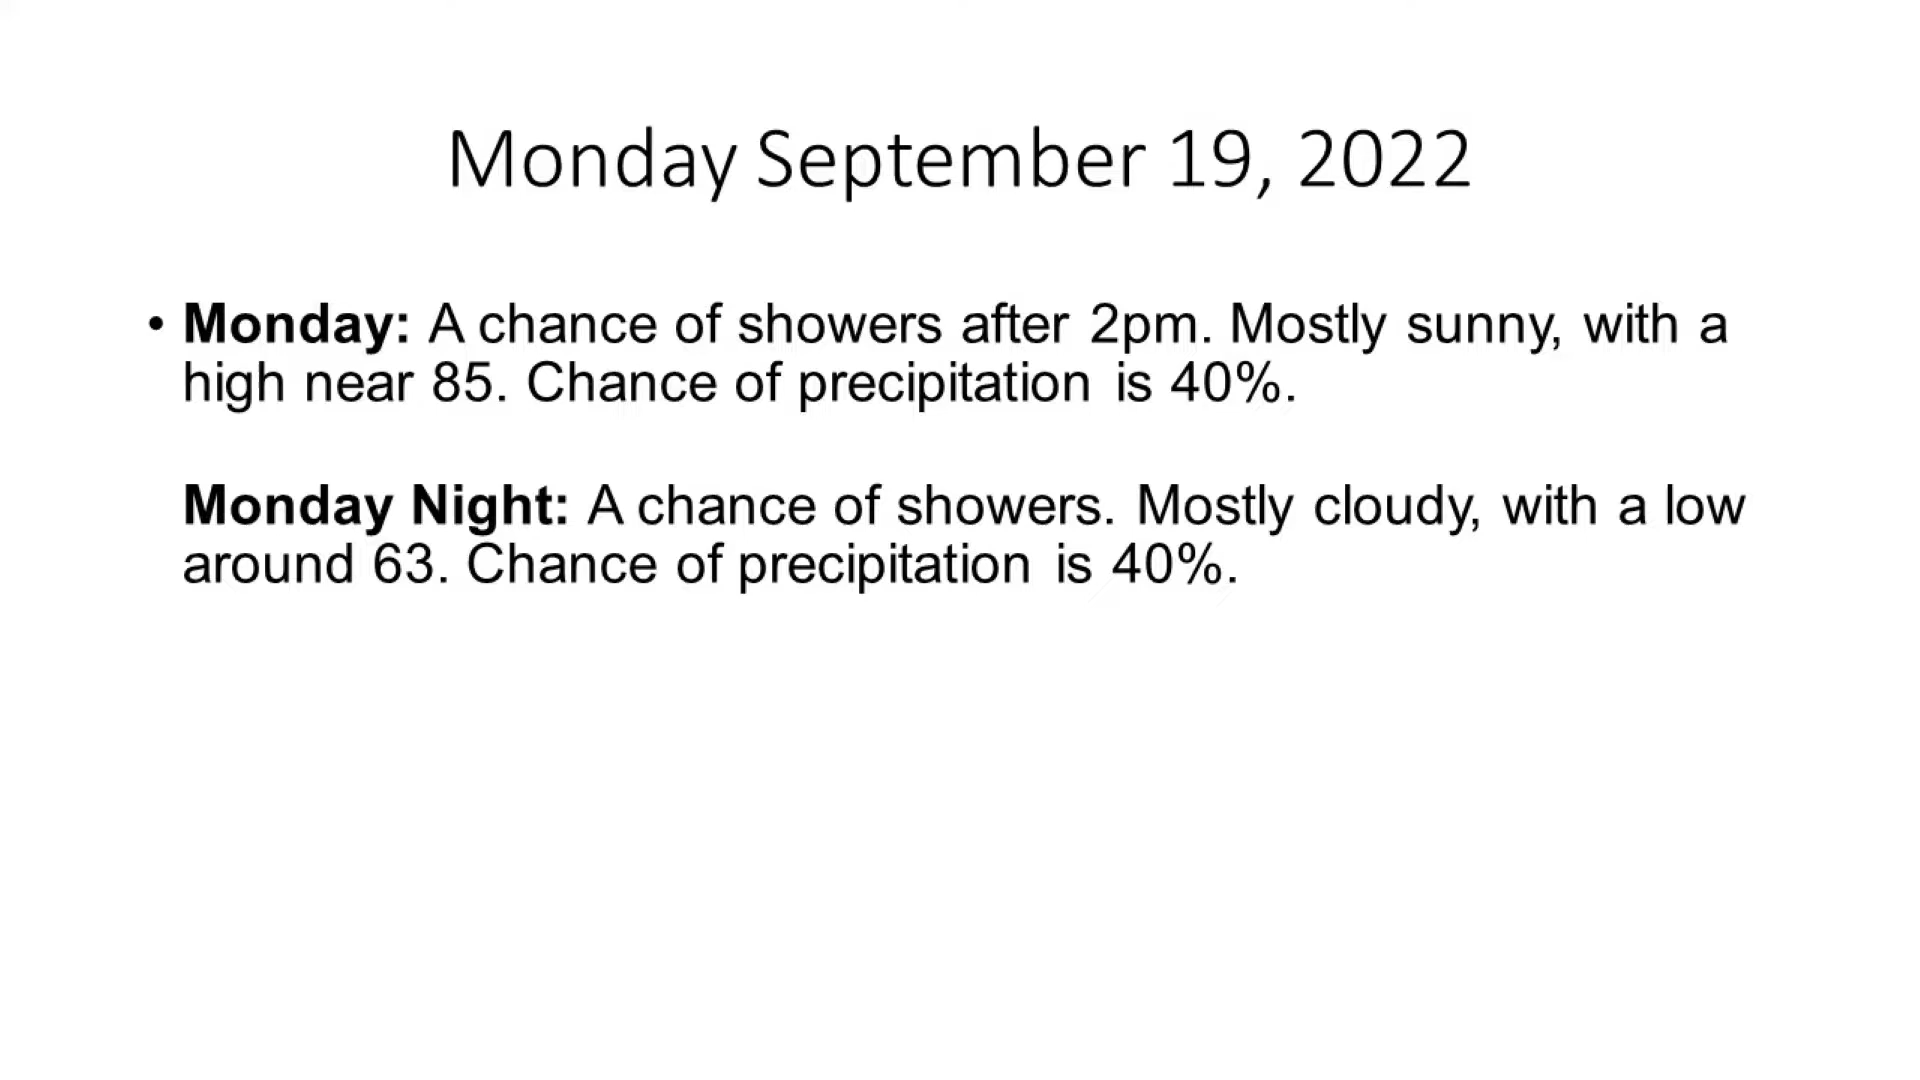 Monday September 19, 2022
• Monday: A chance of showers after 2pm. Mostly sunny, with a
high near 85. Chance of precipitation is 40%.
Monday Night: A chance of showers. Mostly cloudy, with a low
around 63. Chance of precipitation is 40%.